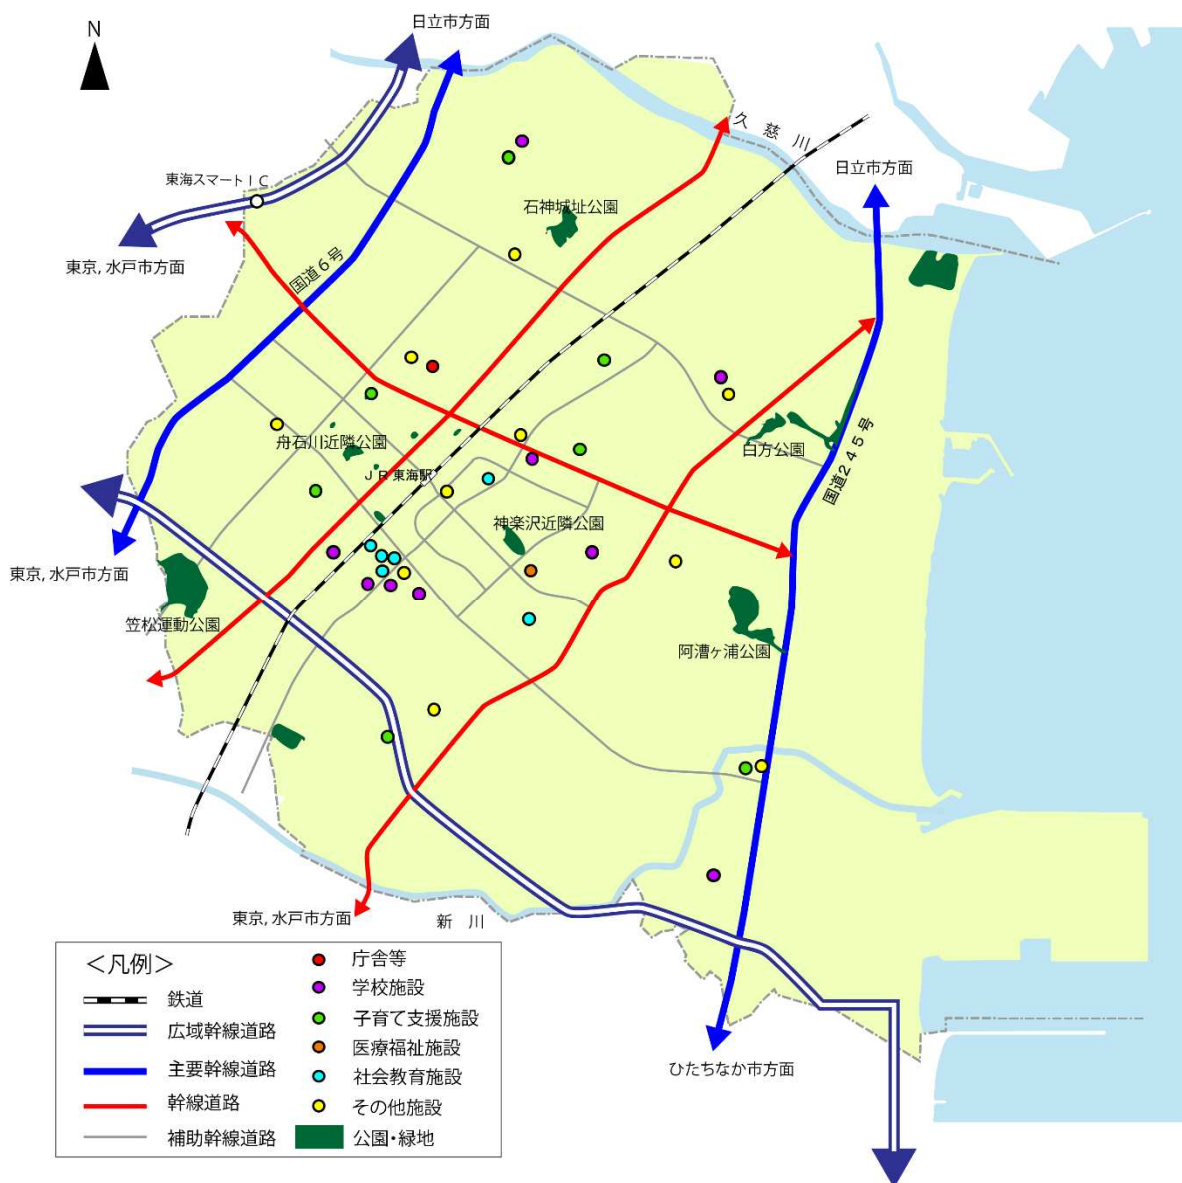 日立市方面
N
久慈川
日立市方面
東海スマートIC
石神城址公園
東京,水戸市方面
国道6号
舟石川近隣公園
白方公園
国道245号
JR東海駅
神楽沢近隣公園
東京,水戸市方面
笠松運動公園
阿漕ヶ浦公園
東京,水戸市方面
新川
<凡例>
鉄道
広域幹線道路
主要幹線道路
幹線道路
補助幹線道路
庁舎等
学校施設
子育て支援施設
医療福祉施設
社会教育施設
その他施設
公園・緑地
ひたちなか市方面